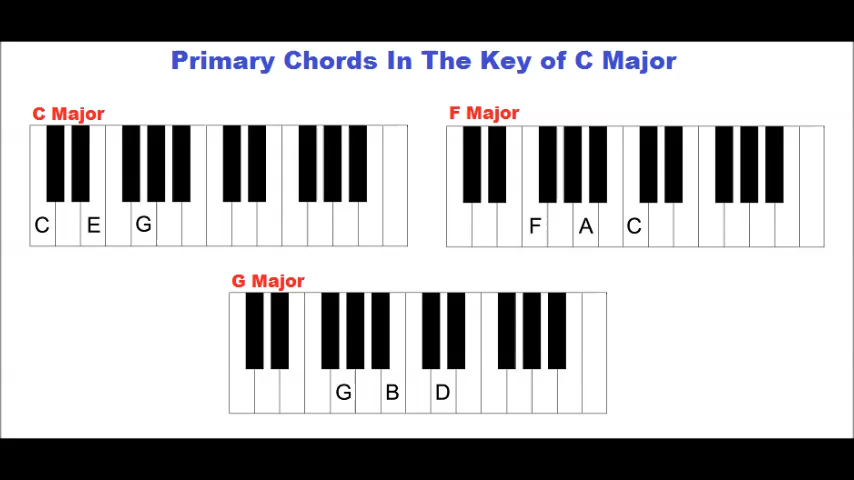 Primary Chords In The Key of C Major
C Major
C E G
F Major
F A C
G Major
G B D